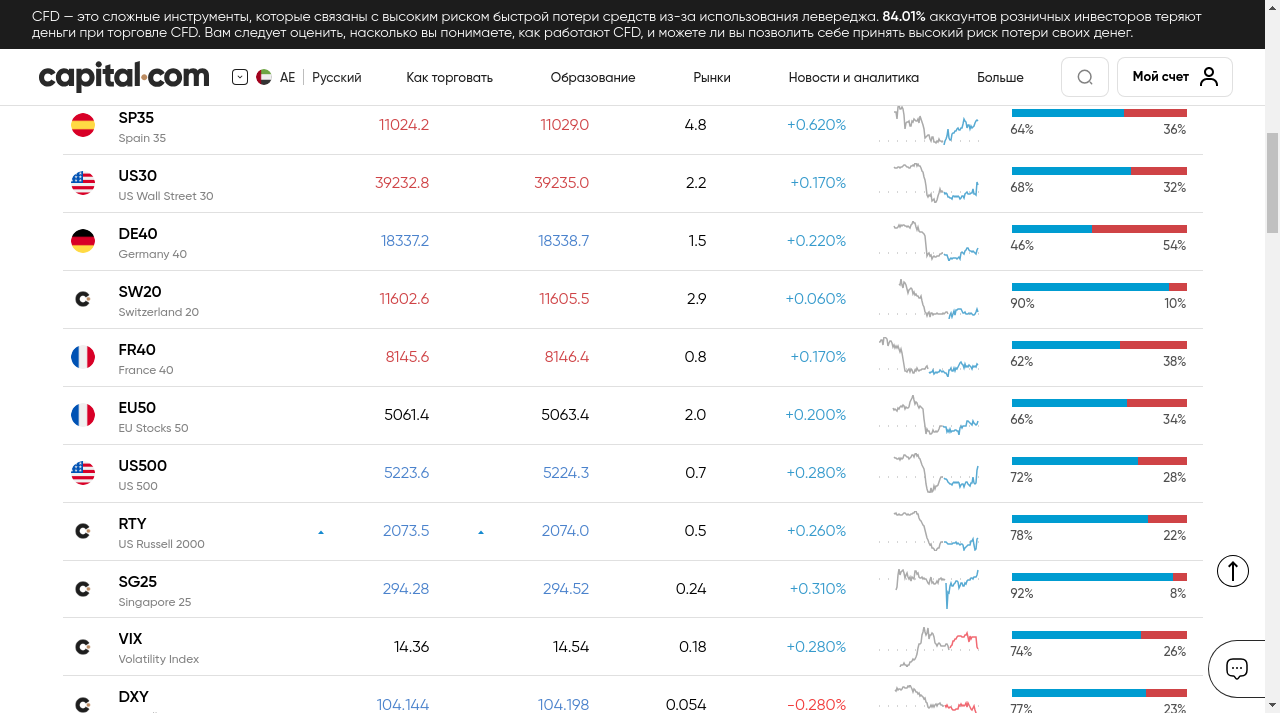 CFD — это сложные инструменты, которые связаны с высоким риском быстрой потери средств из-за использования левереджа. 84.01% аккаунтов розничных инвесторов теряют
деньги при торговле CFD. Вам следует оценить, насколько вы понимаете, как работают CFD, и можете ли вы позволить себе принять высокий риск потери своих денег.
capital.com AE Русский Как торговать Образование Рынки Новости и аналитика Больше Мой счет
SP35 11024.2 11029.0 4.8 +0.620%
Spain 35 64% 36%
US30 39232.8 39235.0 2.2 +0.170%
US Wall Street 30 68% 32%
DE40 18337.2 18338.7 1.5 +0.220%
Germany 40 46% 54%
SW20 11602.6 11605.5 2.9 +0.060%
Switzerland 20 90% 10%
FR40 8145.6 8146.4 0.8 +0.170%
France 40 62% 38%
EU50 5061.4 5063.4 2.0 +0.200%
EU Stocks 50 66% 34%
US500 5223.6 5224.3 0.7 +0.280%
US 500 72% 28%
RTY 2073.5 2074.0 0.5 +0.260%
US Russell 2000 78% 22%
SG25 294.28 294.52 0.24 +0.310%
Singapore 25 92% 8%
VIX 14.36 14.54 0.18 +0.280%
Volatility Index 74% 26%
DXY 104.144 104.198 0.054 -0.280%
77% 23%